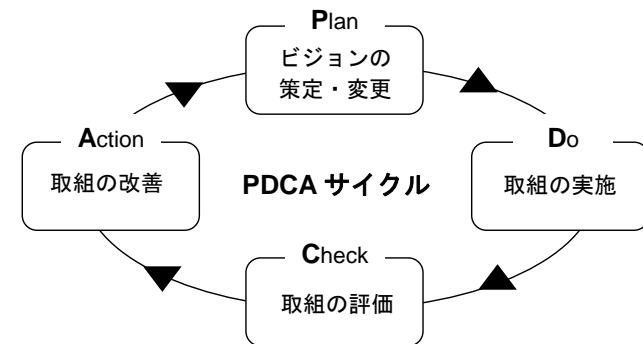 Plan
ビジョンの
策定・変更
Action
取組の改善
PDCA サイクル
Do
取組の実施
Check
取組の評価